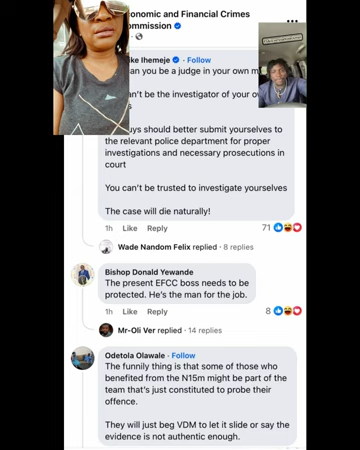 onomic and Financial Crimes
ommission
ike Ihemeje · Follow
an you be a judge in your own m
n't be the investigator of your ov
s
uys should better submit yourselves to
the relevant police department for proper
investigations and necessary prosecutions in
court
You can't be trusted to investigate yourselves
The case will die naturally!
1h Like Reply 71
Wade Nandom Felix replied · 8 replies
Bishop Donald Yewande
The present EFCC boss needs to be
protected. He's the man for the job.
1h Like Reply 8
Mr-Oli Ver replied · 14 replies
Odetola Olawale · Follow
The funnily thing is that some of those who
benefited from the N15m might be part of the
team that's just constituted to probe their
offence.
They will just beg VDM to let it slide or say the
evidence is not authentic enough.